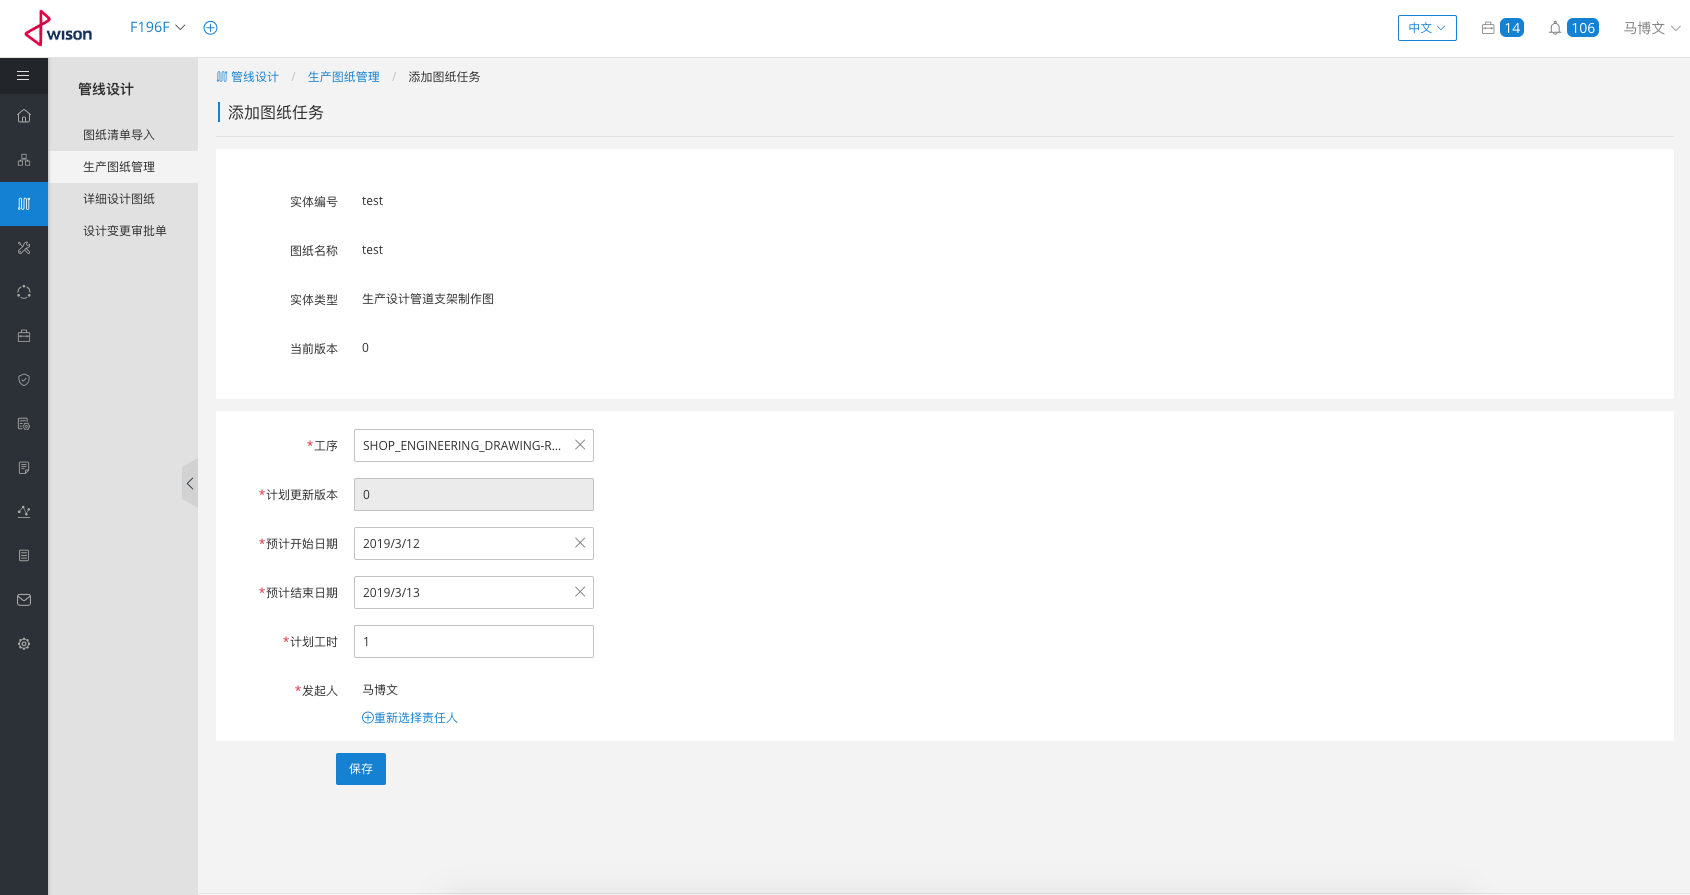 wison
F196F
中文
14
106
马博文
管线设计
图纸清单导入
生产图纸管理
详细设计图纸
设计变更审批单
管线设计 / 生产图纸管理 / 添加图纸任务
添加图纸任务
实体编号 test
图纸名称 test
实体类型 生产设计管道支架制作图
当前版本 0
*工序 SHOP_ENGINEERING_DRAWING-R...
*计划更新版本 0
*预计开始日期 2019/3/12
*预计结束日期 2019/3/13
*计划工时 1
*发起人 马博文
重新选择责任人
保存